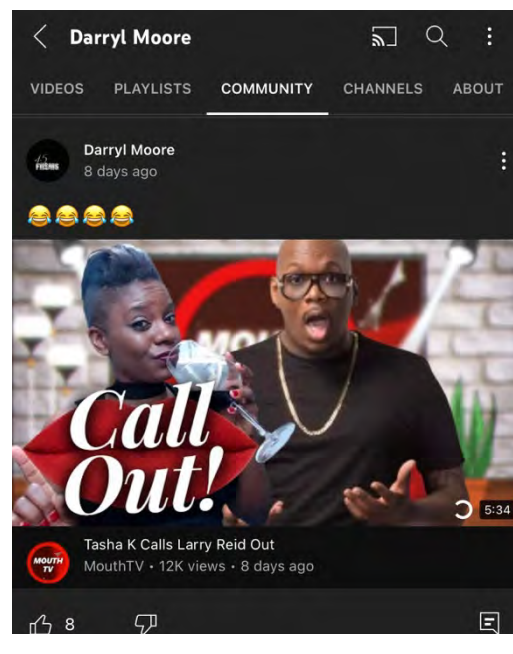 Darryl Moore
VIDEOS PLAYLISTS COMMUNITY CHANNELS ABOUT
Darryl Moore
8 days ago
😂😂😂😂
Call
Out!
5:34
Tasha K Calls Larry Reid Out
MOUTH
TV
MouthTV • 12K views • 8 days ago
8